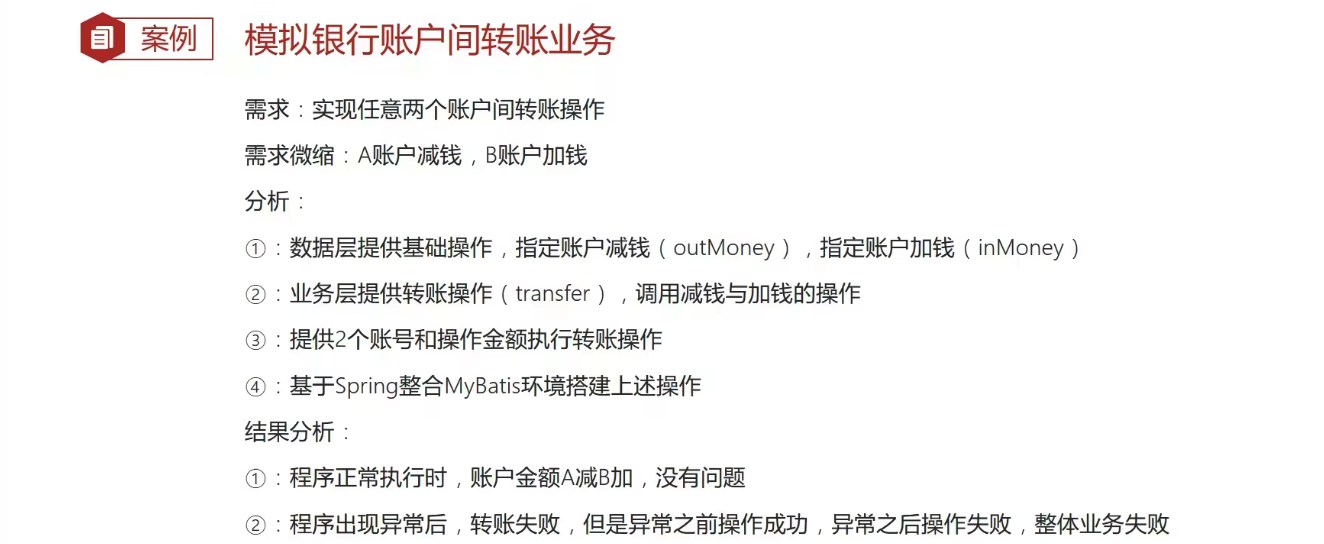 案例
模拟银行账户间转账业务
需求：实现任意两个账户间转账操作
需求微缩：A账户减钱，B账户加钱
分析：
①：数据层提供基础操作，指定账户减钱（outMoney），指定账户加钱（inMoney）
②：业务层提供转账操作（transfer），调用减钱与加钱的操作
③：提供2个账号和操作金额执行转账操作
④：基于Spring整合MyBatis环境搭建上述操作
结果分析：
①：程序正常执行时，账户金额A减B加，没有问题
②：程序出现异常后，转账失败，但是异常之前操作成功，异常之后操作失败，整体业务失败